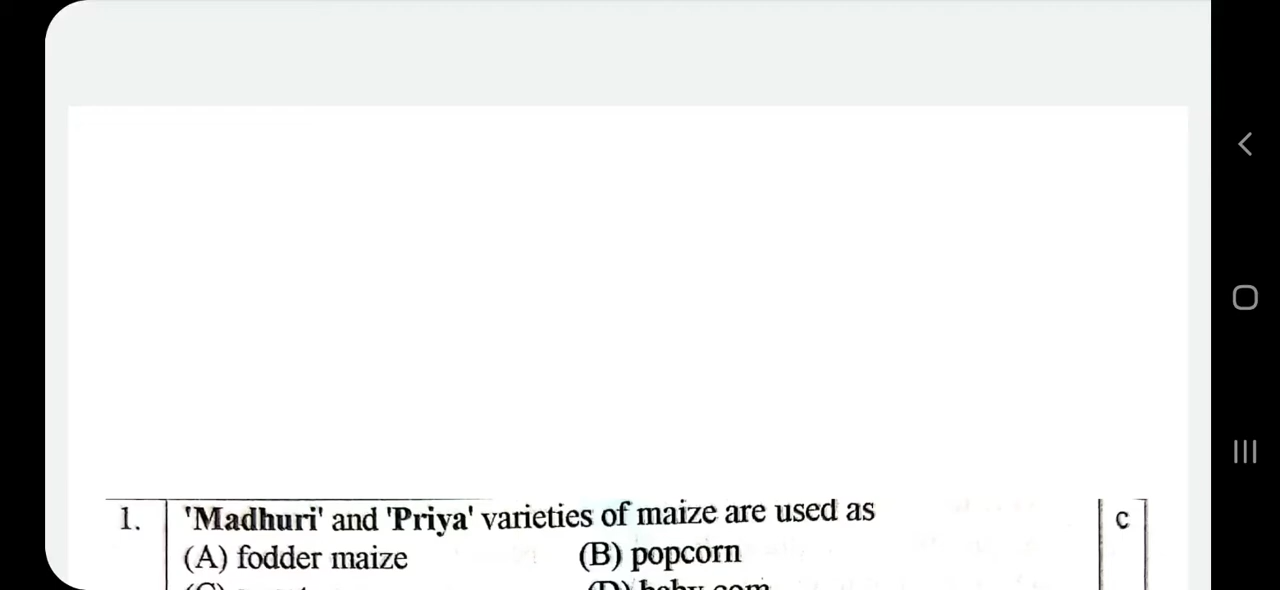 1. 'Madhuri' and 'Priya' varieties of maize are used as C
(A) fodder maize (B) popcorn